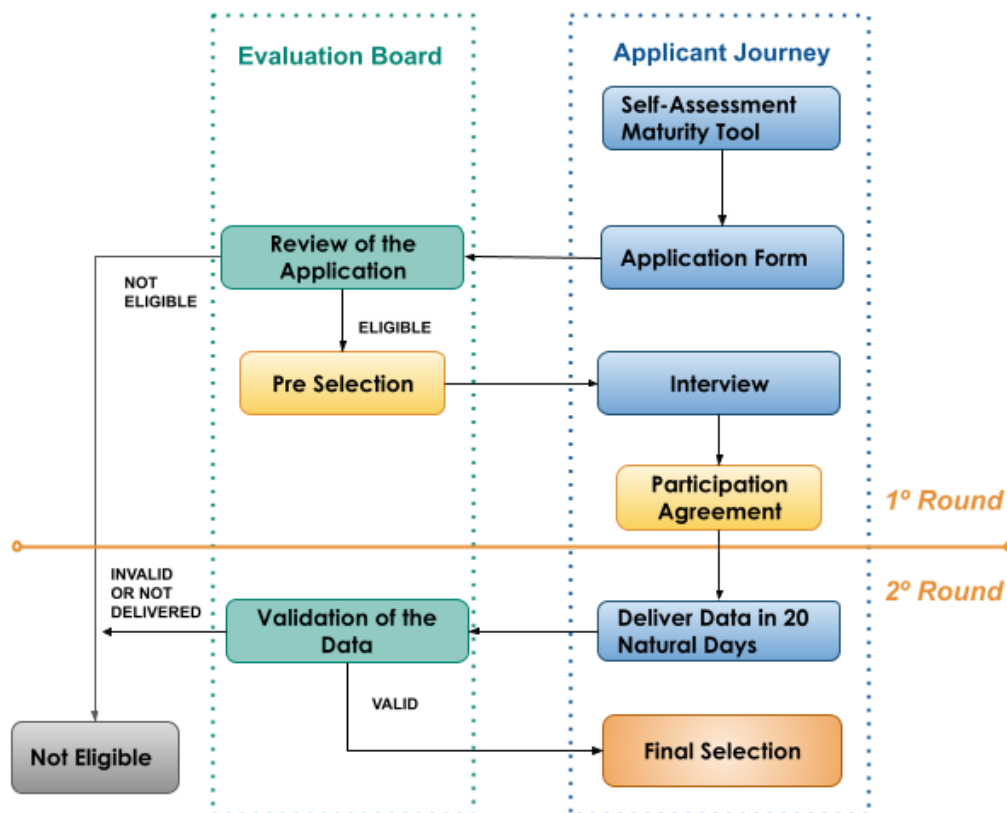 Evaluation Board
Applicant Journey
Self-Assessment
Maturity Tool
Review of the
Application
Application Form
NOT
ELIGIBLE
ELIGIBLE
Pre Selection
Interview
Participation
Agreement
1º Round
2º Round
INVALID
OR NOT
DELIVERED
Validation of the
Data
Deliver Data in 20
Natural Days
VALID
Not Eligible
Final Selection